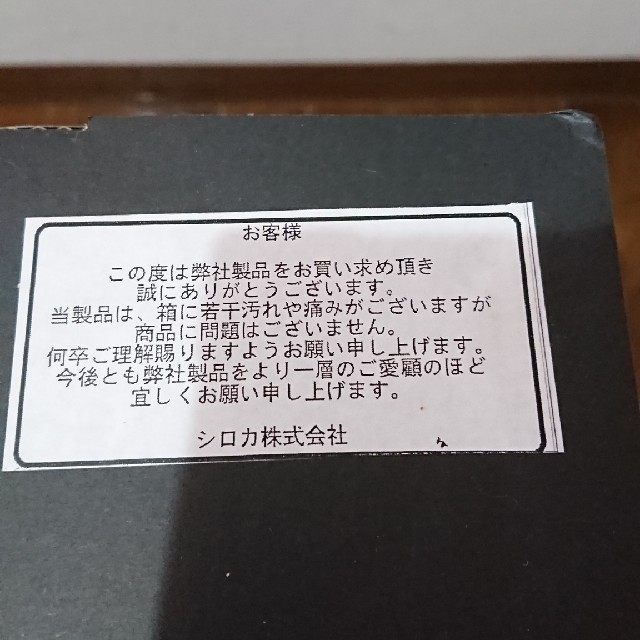 お客様
この度は弊社製品をお買い求め頂き
誠にありがとうございます。
当製品は、箱に若干汚れや痛みがございますが
商品に問題はございません。
何卒ご理解賜りますようお願い申し上げます。
今後とも弊社製品をより一層のご愛顧のほど
宜しくお願い申し上げます。
シロカ株式会社